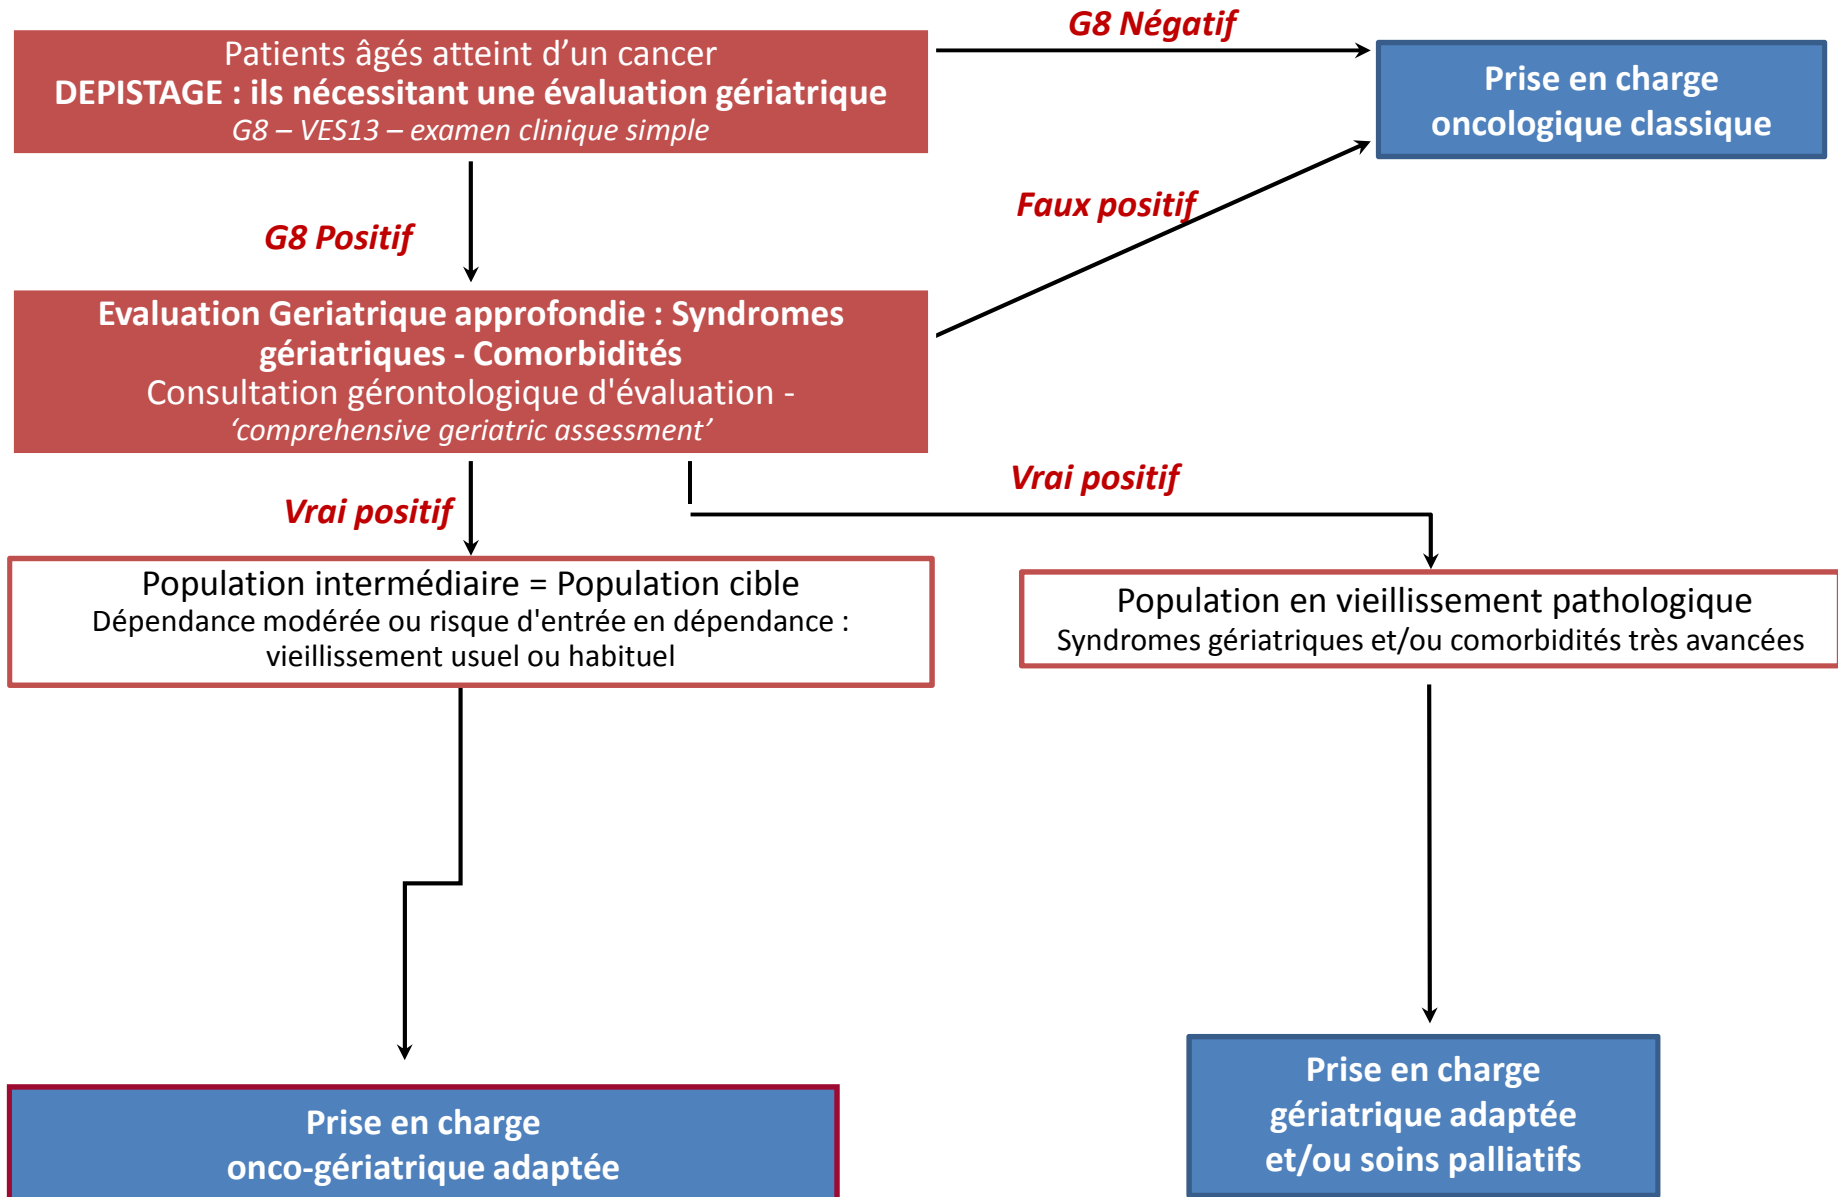 G8 Négatif
Patients âgés atteint d’un cancer
DEPISTAGE : ils nécessitant une évaluation gériatrique
G8 – VES13 – examen clinique simple
Prise en charge
oncologique classique
Faux positif
G8 Positif
Evaluation Geriatrique approfondie : Syndromes
gériatriques - Comorbidités
Consultation gérontologique d'évaluation -
‘comprehensive geriatric assessment’
Vrai positif
Vrai positif
Population intermédiaire = Population cible
Dépendance modérée ou risque d'entrée en dépendance :
vieillissement usuel ou habituel
Population en vieillissement pathologique
Syndromes gériatriques et/ou comorbidités très avancées
Prise en charge
onco-gériatrique adaptée
Prise en charge
gériatrique adaptée
et/ou soins palliatifs